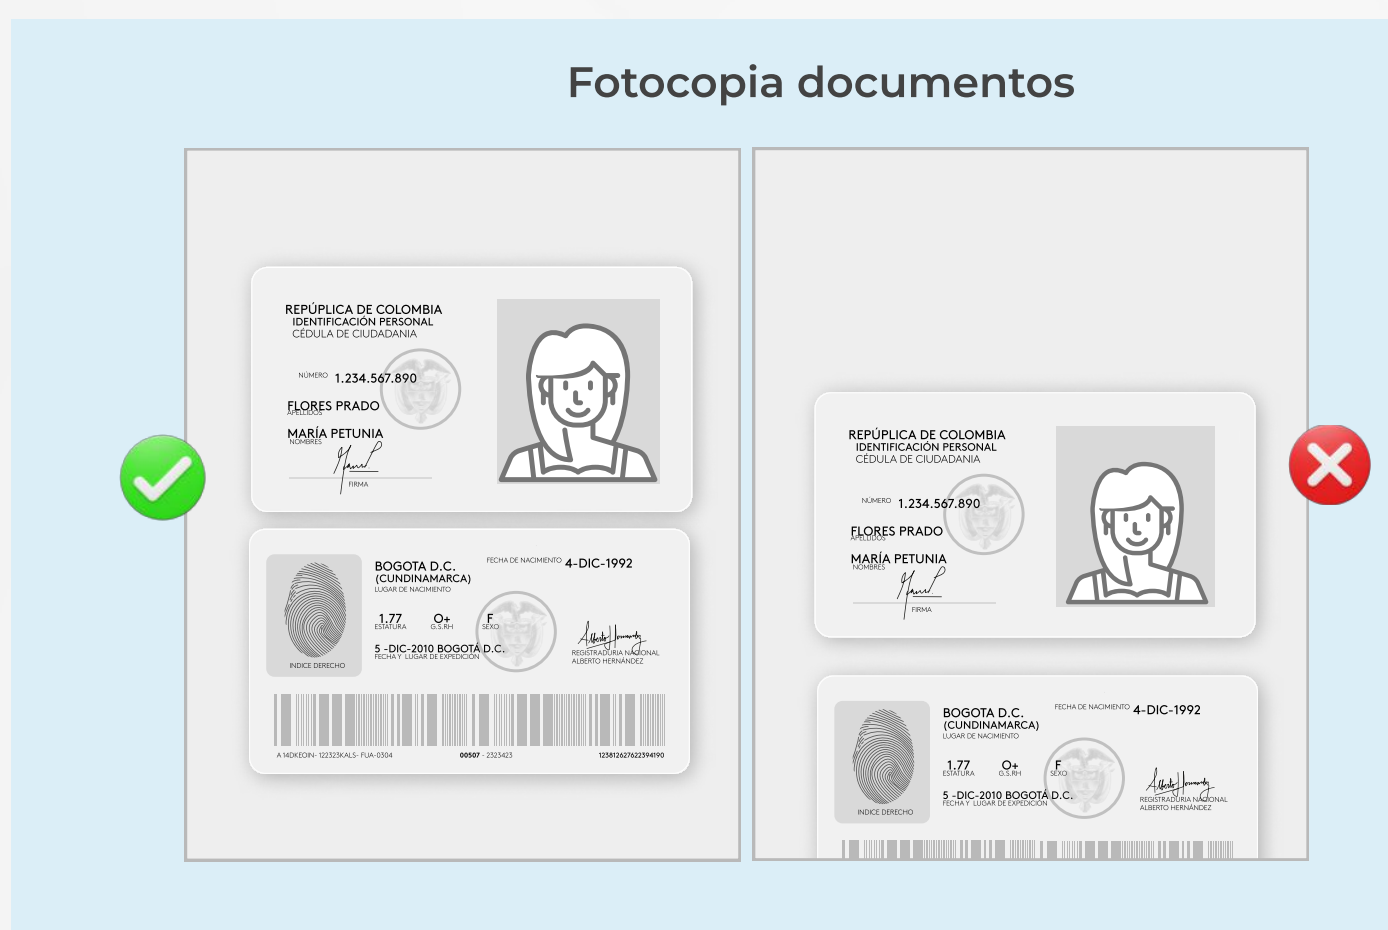 Fotocopia documentos
REPÚPLICA DE COLOMBIA
IDENTIFICACIÓN PERSONAL
CÉDULA DE CIUDADANIA
NÚMERO 1.234.567.890
FLORES PRADO
APELLIDOS
MARÍA PETUNIA
NOMBRES
FIRMA
BOGOTA D.C.
(CUNDINAMARCA)
LUGAR DE NACIMIENTO
FECHA DE NACIMIENTO 4-DIC-1992
1.77 O+ F
ESTATURA G.S.RH SEXO
5 -DIC-2010 BOGOTÁ D.C.
FECHA Y LUGAR DE EXPEDICIÓN
Alberto Hernandz
REGISTRADURIA NACIONAL
ALBERTO HERNÁNDEZ
INDICE DERECHO
A 14DKEOIN- 122323KALS- FUA-0304 00507 - 2323423 123812627622394190
REPÚPLICA DE COLOMBIA
IDENTIFICACIÓN PERSONAL
CÉDULA DE CIUDADANIA
NÚMERO 1.234.567.890
FLORES PRADO
APELLIDOS
MARÍA PETUNIA
NOMBRES
FIRMA
BOGOTA D.C.
(CUNDINAMARCA)
LUGAR DE NACIMIENTO
FECHA DE NACIMIENTO 4-DIC-1992
1.77 O+ F
ESTATURA G.S.RH SEXO
5 -DIC-2010 BOGOTÁ D.C.
FECHA Y LUGAR DE EXPEDICIÓN
Alberto Hernandz
REGISTRADURIA NACIONAL
ALBERTO HERNÁNDEZ
INDICE DERECHO